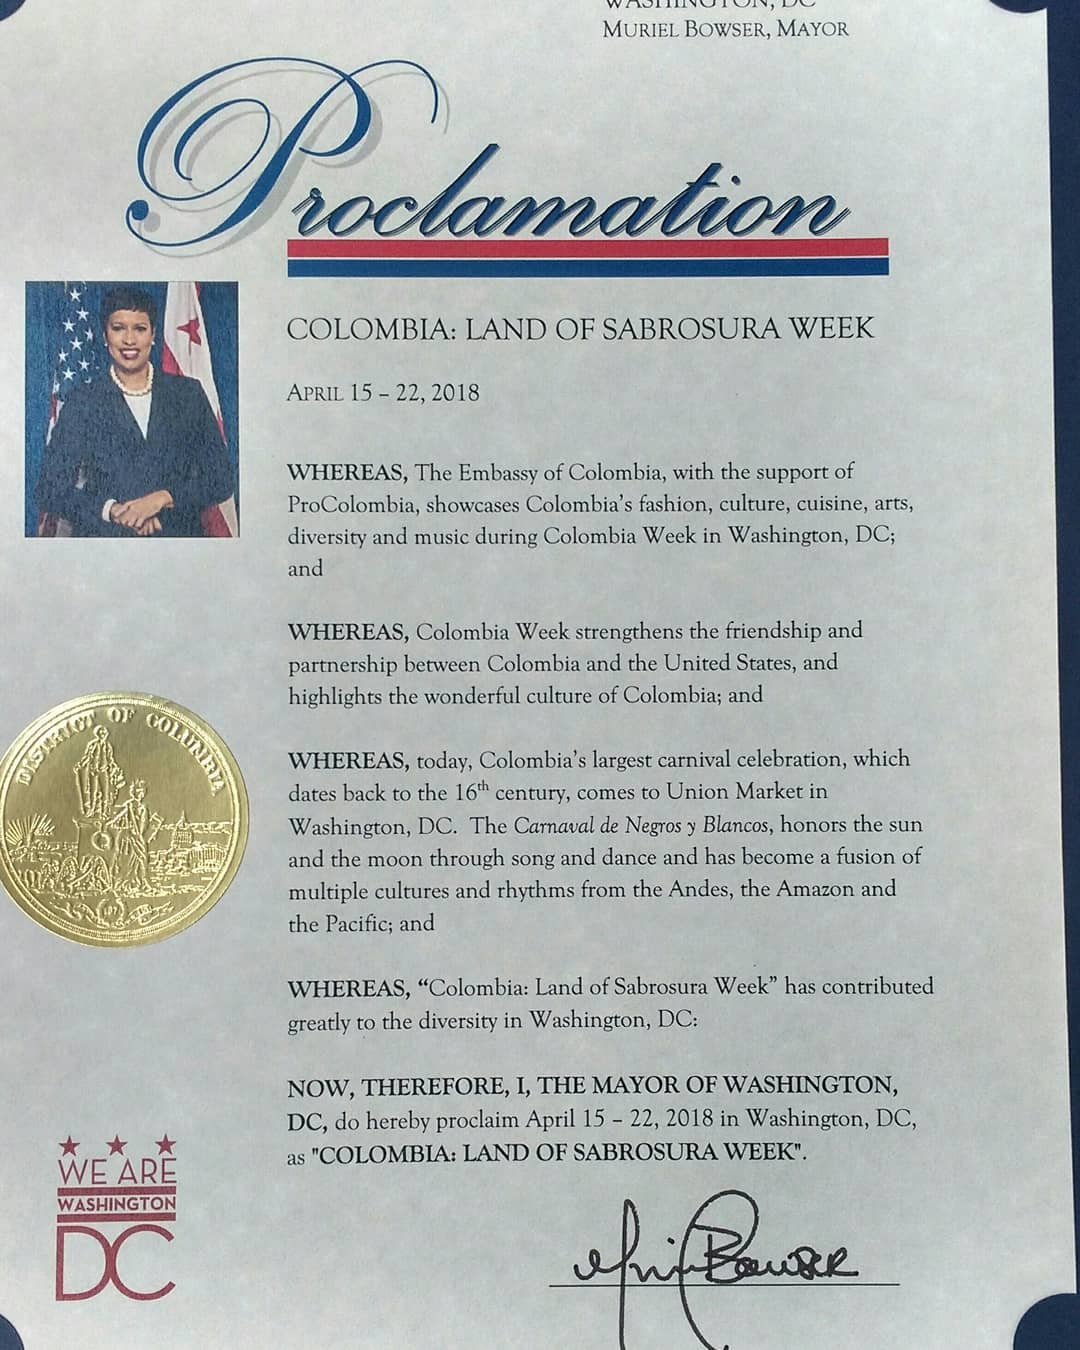 WASHINGTON, DC
MURIEL BOWSER, MAYOR
Proclamation
COLOMBIA: LAND OF SABROSURA WEEK
APRIL 15 – 22, 2018
WHEREAS, The Embassy of Colombia, with the support of
ProColombia, showcases Colombia's fashion, culture, cuisine, arts,
diversity and music during Colombia Week in Washington, DC;
and
WHEREAS, Colombia Week strengthens the friendship and
partnership between Colombia and the United States, and
highlights the wonderful culture of Colombia; and
DISTRICT OF COLUMBIA
WHEREAS, today, Colombia's largest carnival celebration, which
dates back to the 16th century, comes to Union Market in
Washington, DC. The Carnaval de Negros y Blancos, honors the sun
and the moon through song and dance and has become a fusion of
multiple cultures and rhythms from the Andes, the Amazon and
the Pacific; and
WHEREAS, “Colombia: Land of Sabrosura Week” has contributed
greatly to the diversity in Washington, DC:
NOW, THEREFORE, I, THE MAYOR OF WASHINGTON,
DC, do hereby proclaim April 15 – 22, 2018 in Washington, DC,
as "COLOMBIA: LAND OF SABROSURA WEEK".
WE ARE
WASHINGTON
DC
Muriel Bowser